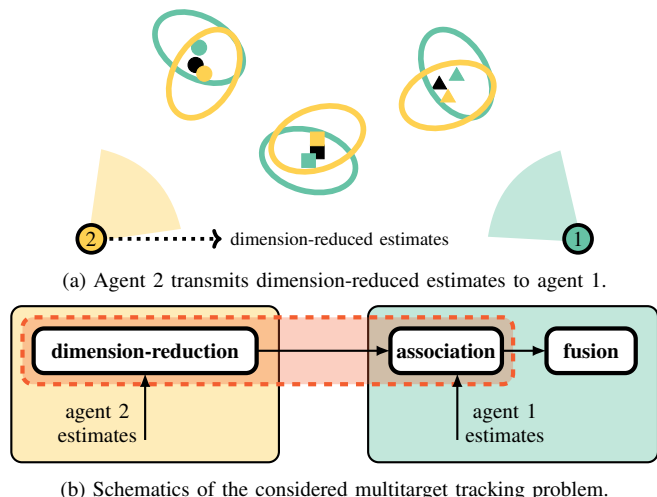 2
dimension-reduced estimates
1
(a) Agent 2 transmits dimension-reduced estimates to agent 1.
dimension-reduction
association
fusion
agent 2
estimates
agent 1
estimates
(b) Schematics of the considered multitarget tracking problem.